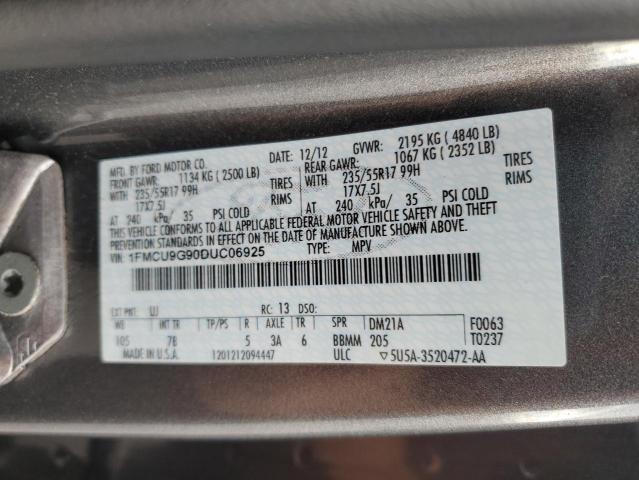 MFD. BY FORD MOTOR CO. 12/12 GVWR: 2195 KG ( 4840 LB)
FRONT GAWR: 1134 KG ( 2500 LB) REAR GAWR: 1067 KG ( 2352 LB)
WITH 235/55R17 99H TIRES WITH 235/55R17 99H TIRES
17X7.5J RIMS 17X7.5J RIMS
AT 240 kPa/ 35 PSI COLD AT 240 kPa/ 35 PSI COLD
THIS VEHICLE CONFORMS TO ALL APPLICABLE FEDERAL MOTOR VEHICLE SAFETY AND THEFT
PREVENTION STANDARDS IN EFFECT ON THE DATE OF MANUFACTURE SHOWN ABOVE.
VIN: 1FMCU9G90DUC06925 TYPE: MPV
EXT PNT: UJ RC: 13 DSO:
WB INT TR TP/PS R AXLE TR SPR DM21A F0063
105 7B 5 3A 6 BBMM 205 T0237
MADE IN U.S.A. 1201212094447 ULC ▽5U5A-3520472-AA